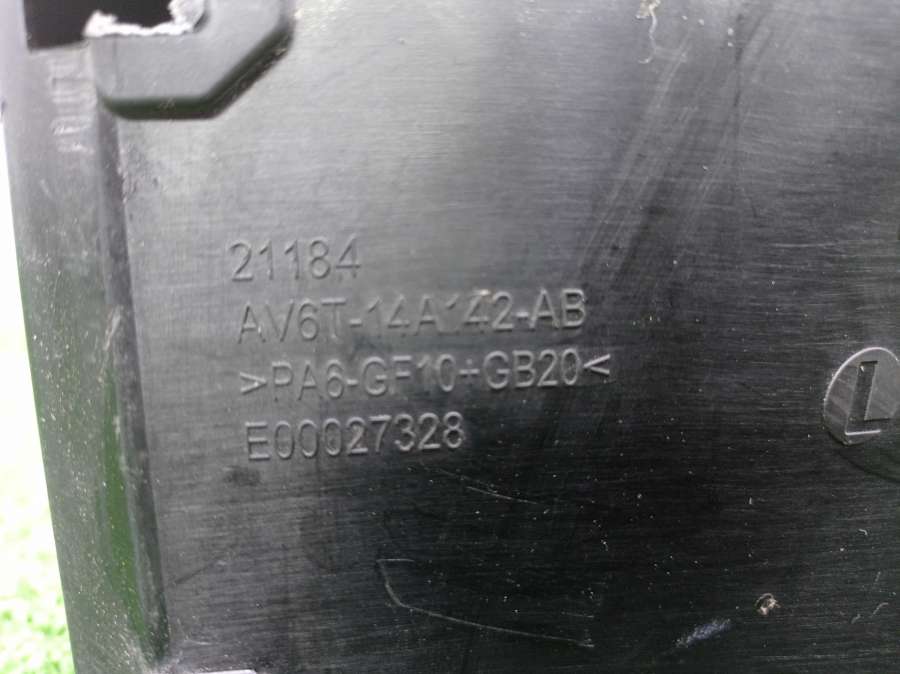 21184
AV6T-14A142-AB
>PA6-GF10+GB20<
E00027328
L